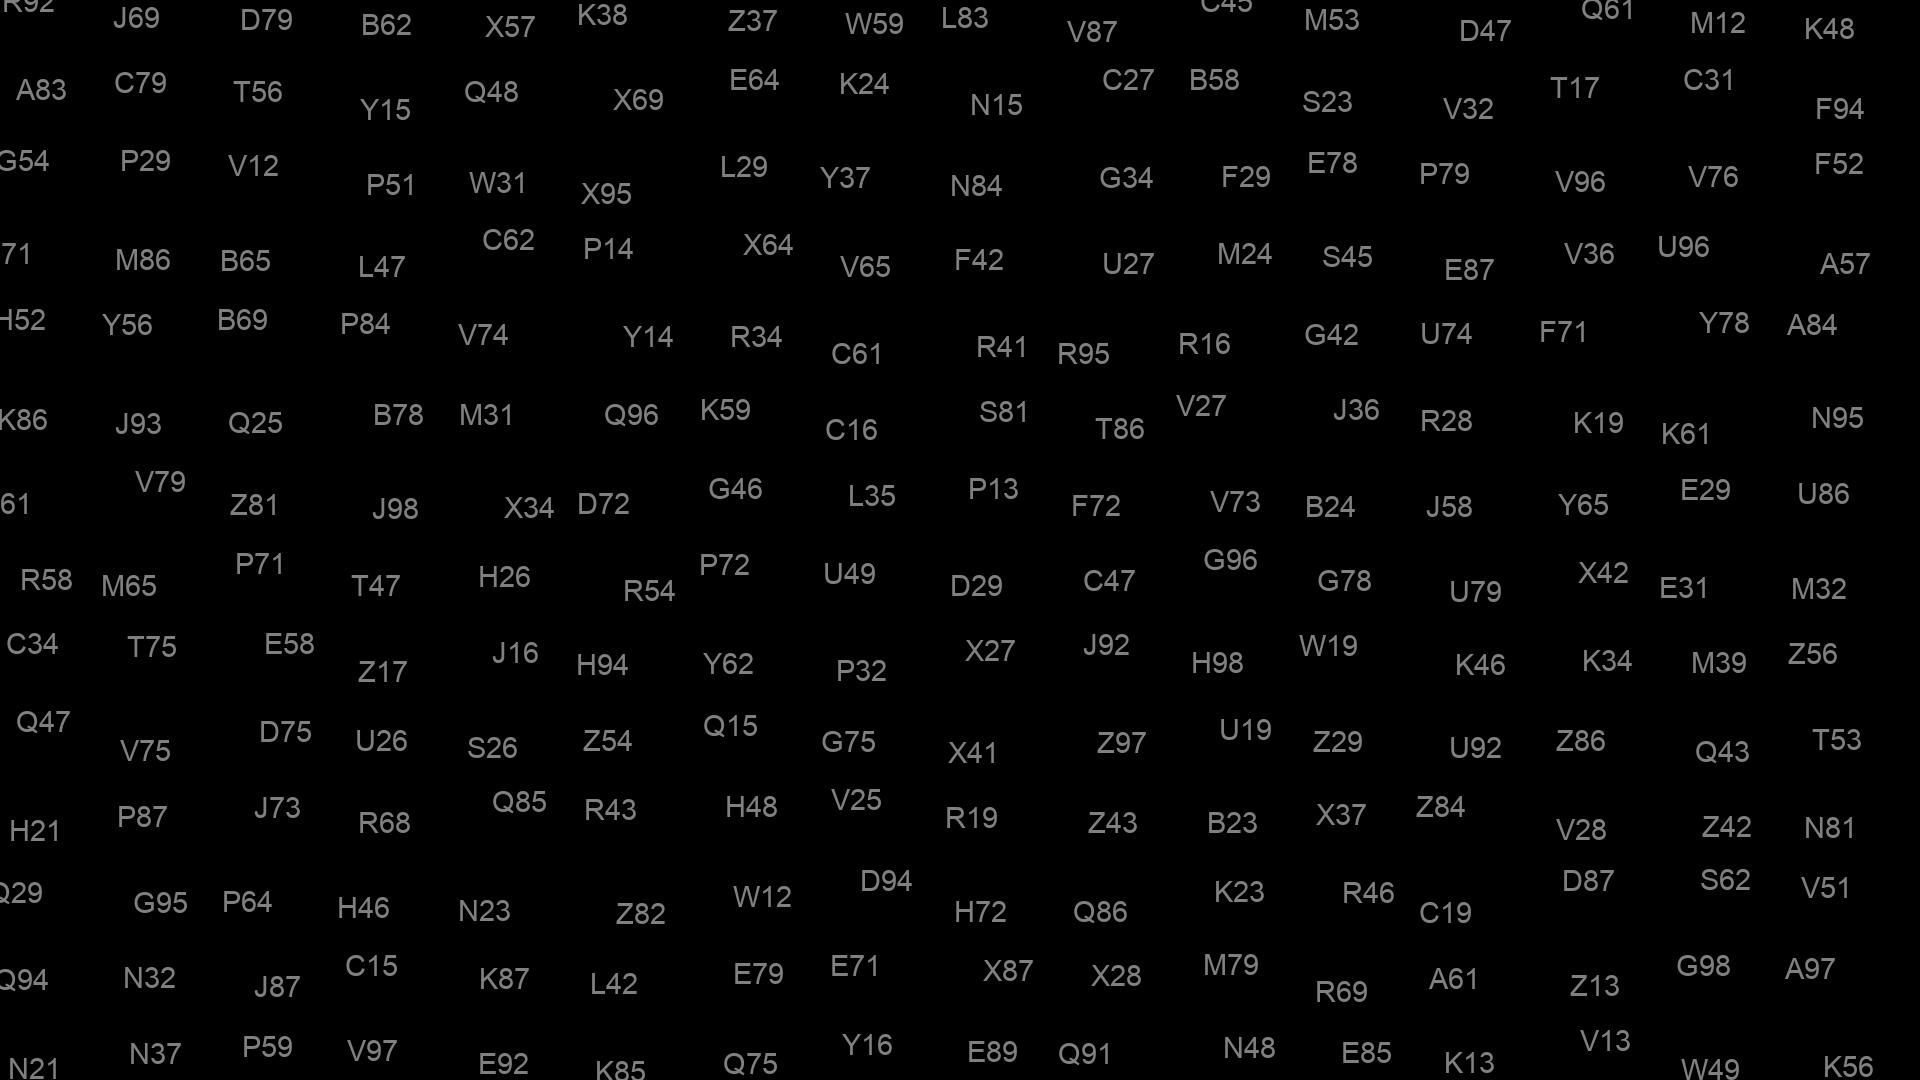 R92 J69 D79 B62 X57 K38 Z37 W59 L83 V87 C45 M53 D47 Q61 M12 K48
A83 C79 T56 Y15 Q48 X69 E64 K24 N15 C27 B58 S23 V32 T17 C31 F94
G54 P29 V12 P51 W31 X95 L29 Y37 N84 G34 F29 E78 P79 V96 V76 F52
71 M86 B65 L47 C62 P14 X64 V65 F42 U27 M24 S45 E87 V36 U96 A57
H52 Y56 B69 P84 V74 Y14 R34 C61 R41 R95 R16 G42 U74 F71 Y78 A84
K86 J93 Q25 B78 M31 Q96 K59 C16 S81 T86 V27 J36 R28 K19 K61 N95
61 V79 Z81 J98 X34 D72 G46 L35 P13 F72 V73 B24 J58 Y65 E29 U86
R58 M65 P71 T47 H26 R54 P72 U49 D29 C47 G96 G78 U79 X42 E31 M32
C34 T75 E58 Z17 J16 H94 Y62 P32 X27 J92 H98 W19 K46 K34 M39 Z56
Q47 V75 D75 U26 S26 Z54 Q15 G75 X41 Z97 U19 Z29 U92 Z86 Q43 T53
H21 P87 J73 R68 Q85 R43 H48 V25 R19 Z43 B23 X37 Z84 V28 Z42 N81
Q29 G95 P64 H46 N23 Z82 W12 D94 H72 Q86 K23 R46 C19 D87 S62 V51
Q94 N32 J87 C15 K87 L42 E79 E71 X87 X28 M79 R69 A61 Z13 G98 A97
N21 N37 P59 V97 E92 K85 Q75 Y16 E89 Q91 N48 E85 K13 V13 W49 K56